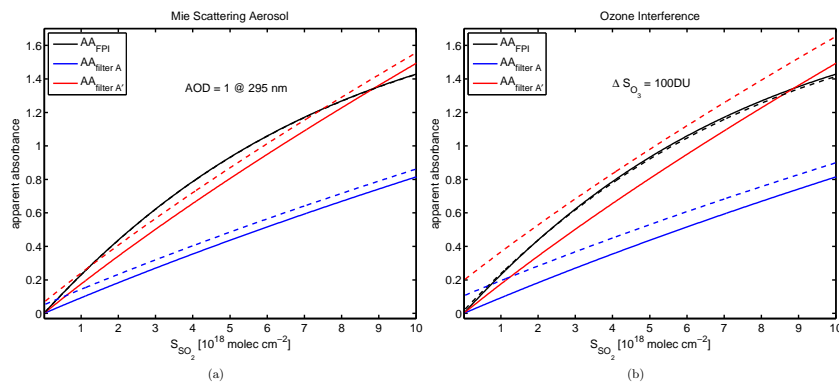 Mie Scattering Aerosol
AA_FPI
AA_filter A
AA_filter A'
AOD = 1 @ 295 nm
apparent absorbance
1.6
1.4
1.2
1
0.8
0.6
0.4
0.2
0
1 2 3 4 5 6 7 8 9 10
S_SO_2 [10^18 molec cm^−2]
(a)
Ozone Interference
AA_FPI
AA_filter A
AA_filter A'
Δ S_O_3 = 100DU
apparent absorbance
1.6
1.4
1.2
1
0.8
0.6
0.4
0.2
0
1 2 3 4 5 6 7 8 9 10
S_SO_2 [10^18 molec cm^−2]
(b)